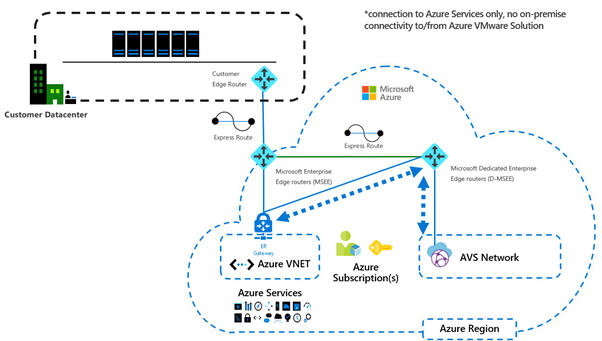 *connection to Azure Services only, no on-premise
connectivity to/from Azure VMware Solution
Customer
Edge Router
Microsoft
Azure
Customer Datacenter
Express Route
Express Route
Microsoft Enterprise
Edge routers (MSEE)
Microsoft Dedicated Enterprise
Edge routers (D-MSEE)
ER
Gateway
Azure VNET
Azure
Subscription(s)
AVS Network
Azure Services
Azure Region